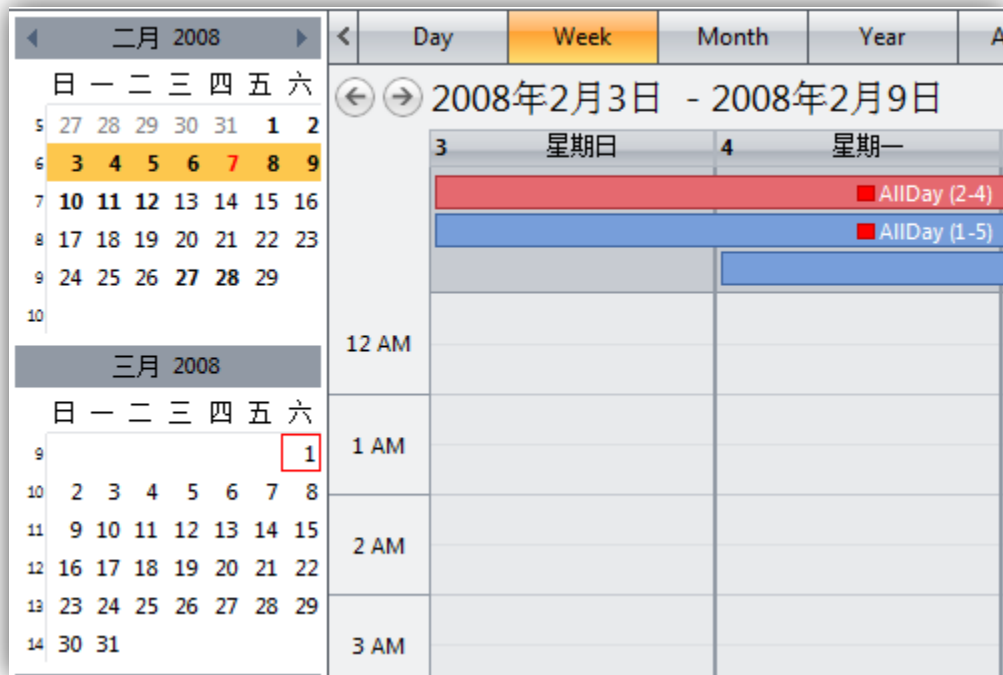 二月 2008
日 一 二 三 四 五 六
5 27 28 29 30 31 1 2
6 3 4 5 6 7 8 9
7 10 11 12 13 14 15 16
8 17 18 19 20 21 22 23
9 24 25 26 27 28 29
10
三月 2008
日 一 二 三 四 五 六
9 1
10 2 3 4 5 6 7 8
11 9 10 11 12 13 14 15
12 16 17 18 19 20 21 22
13 23 24 25 26 27 28 29
14 30 31
Day Week Month Year A
2008年2月3日 - 2008年2月9日
3 星期日 4 星期一
AllDay (2-4)
AllDay (1-5)
12 AM
1 AM
2 AM
3 AM